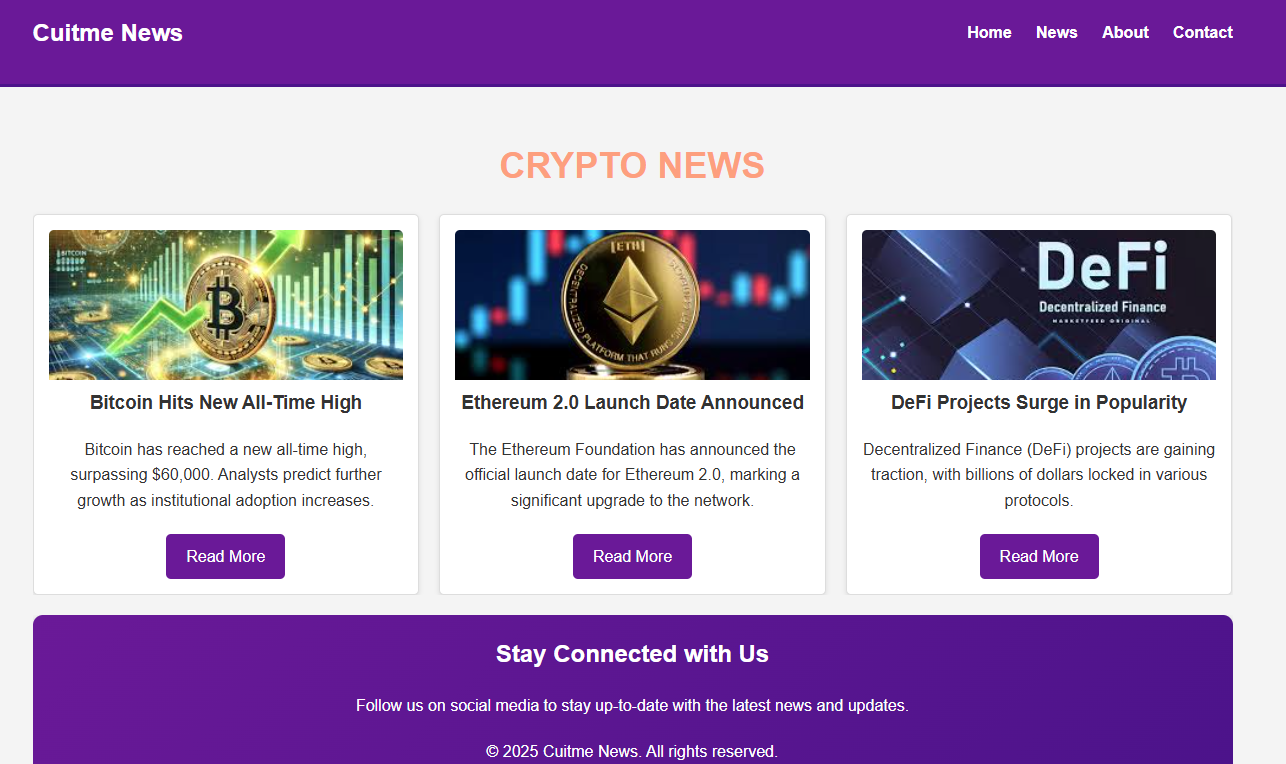 Cuitme News
Home News About Contact
CRYPTO NEWS
BITCOIN
[ETH]
DECENTRALIZED PLATFORM THAT RUNS
DeFi
Decentralized Finance
MARKETFEED ORIGINAL
Bitcoin Hits New All-Time High
Bitcoin has reached a new all-time high,
surpassing $60,000. Analysts predict further
growth as institutional adoption increases.
Read More
Ethereum 2.0 Launch Date Announced
The Ethereum Foundation has announced the
official launch date for Ethereum 2.0, marking a
significant upgrade to the network.
Read More
DeFi Projects Surge in Popularity
Decentralized Finance (DeFi) projects are gaining
traction, with billions of dollars locked in various
protocols.
Read More
Stay Connected with Us
Follow us on social media to stay up-to-date with the latest news and updates.
© 2025 Cuitme News. All rights reserved.